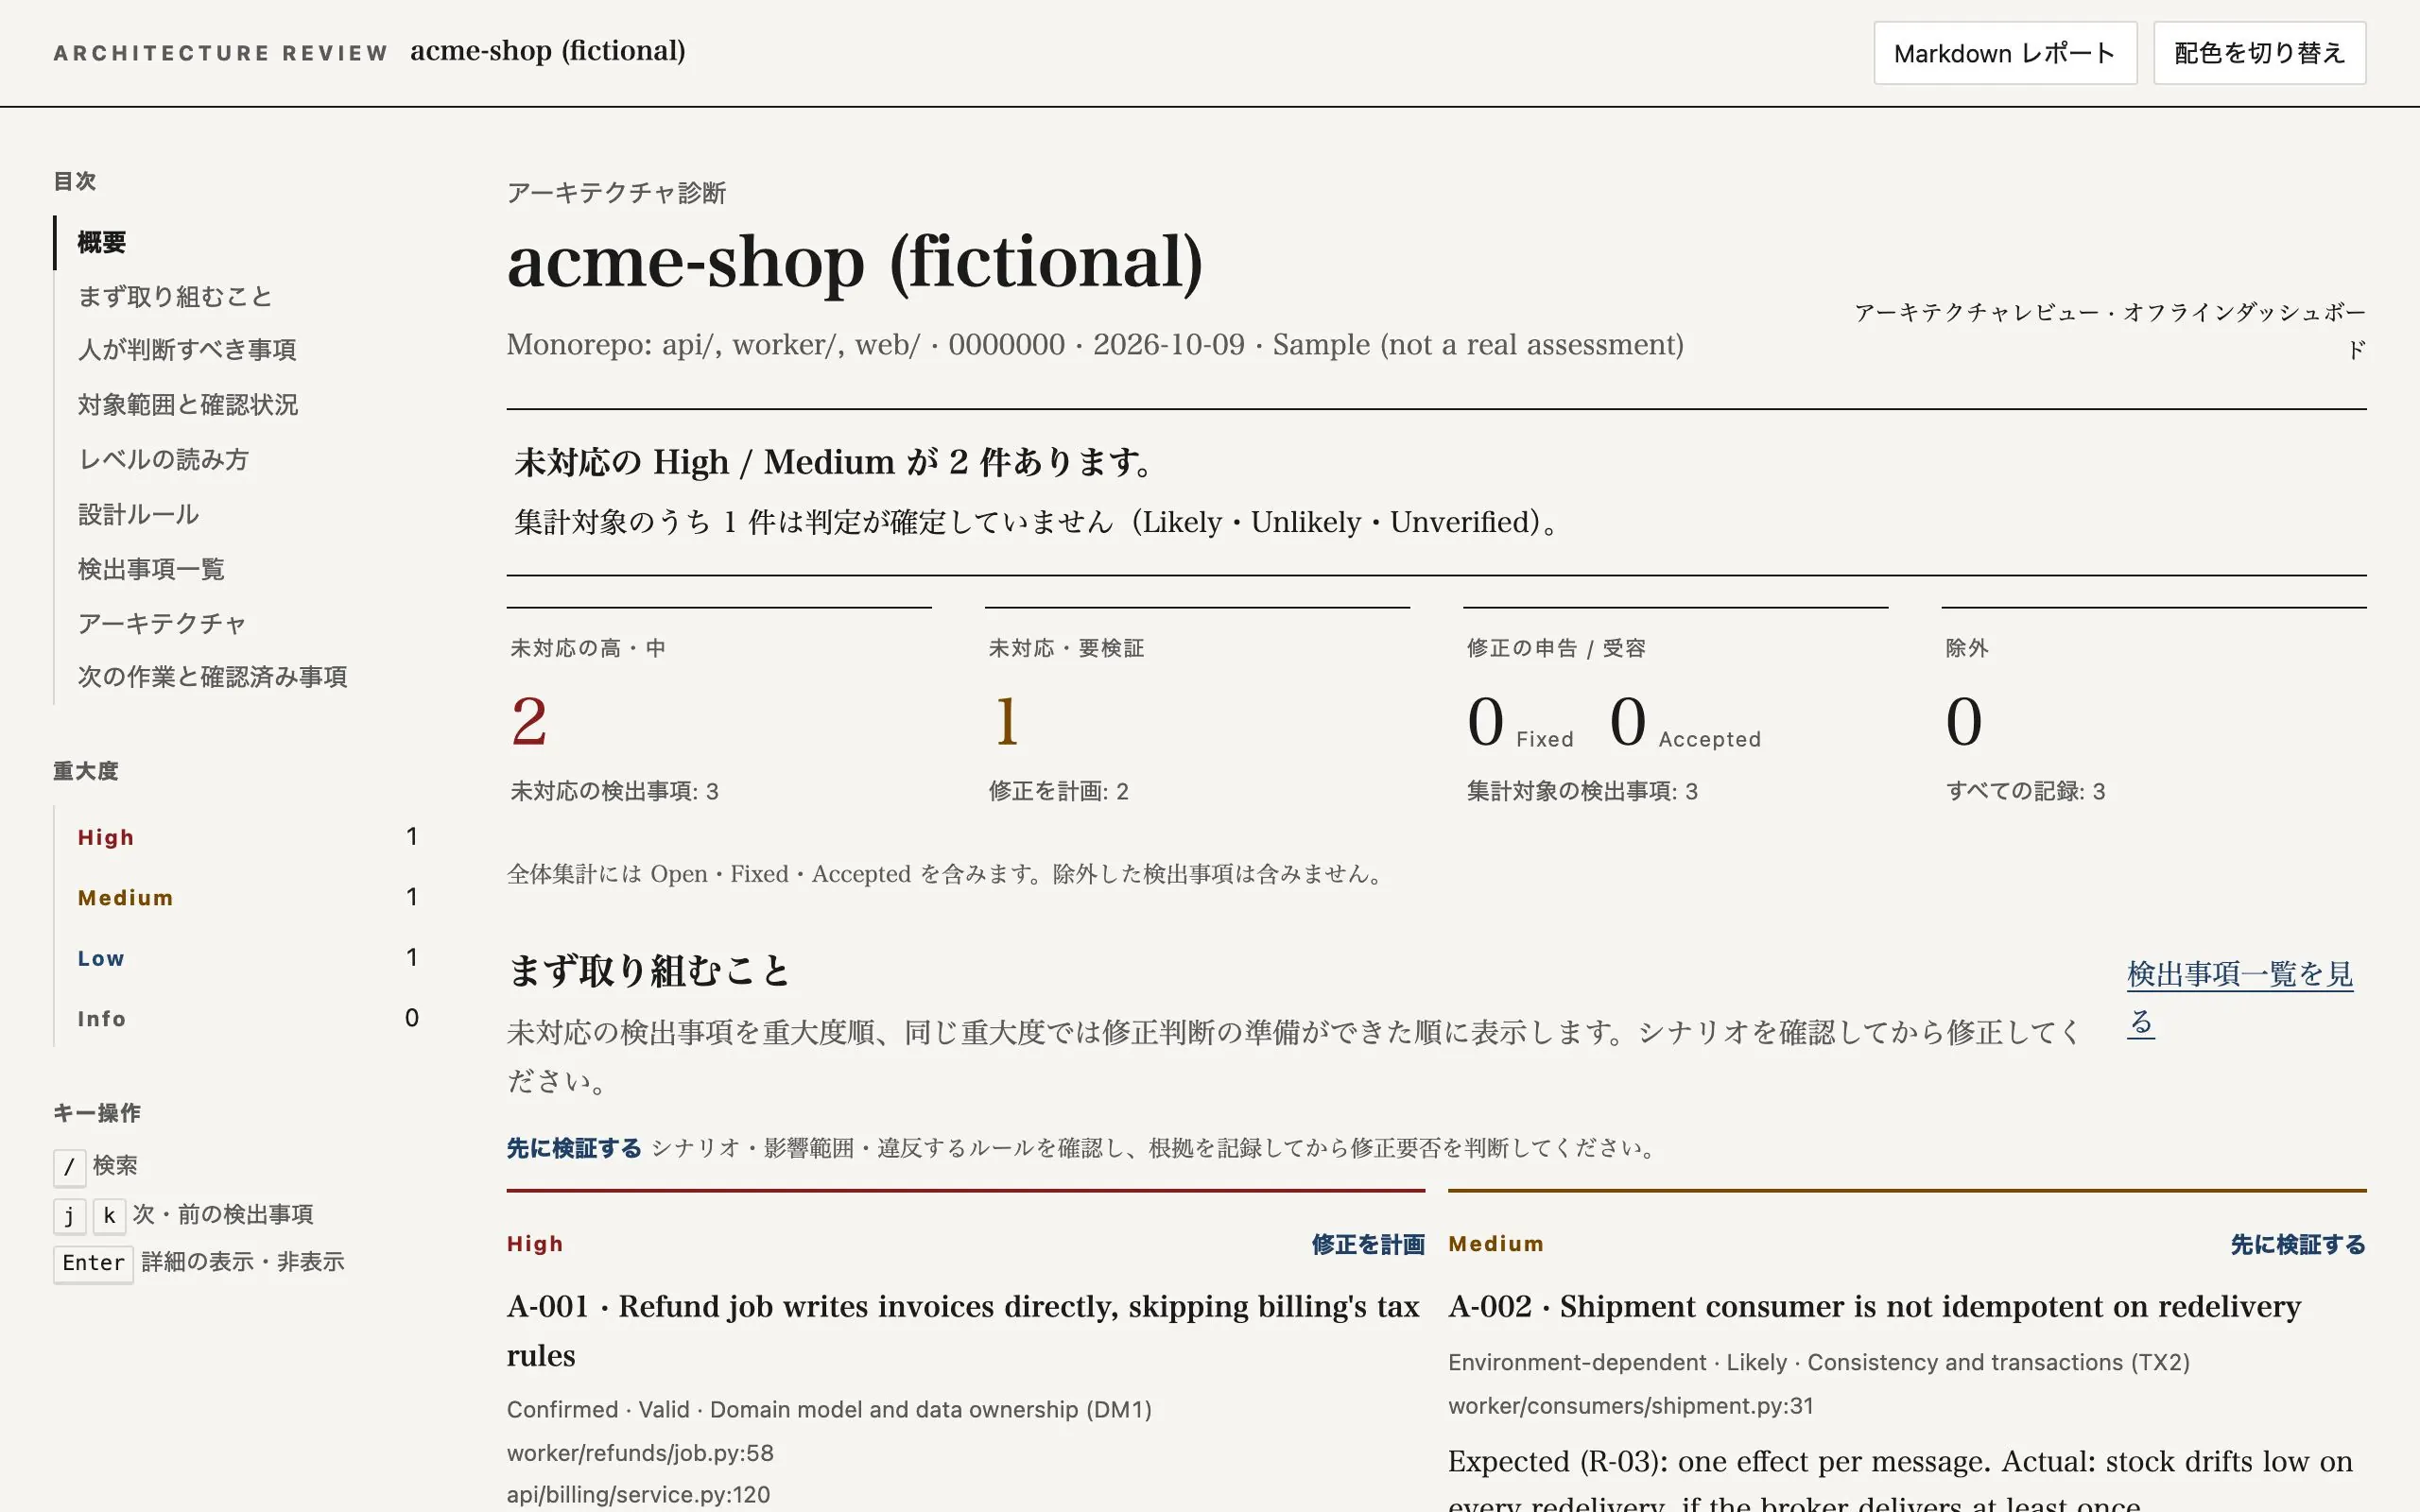 ARCHITECTURE REVIEW acme-shop (fictional)
Markdown レポート
配色を切り替え
目次
概要
まず取り組むこと
人が判断すべき事項
対象範囲と確認状況
レベルの読み方
設計ルール
検出事項一覧
アーキテクチャ
次の作業と確認済み事項
重大度
High 1
Medium 1
Low 1
Info 0
キー操作
/ 検索
j k 次・前の検出事項
Enter 詳細の表示・非表示
アーキテクチャ診断
acme-shop (fictional)
Monorepo: api/, worker/, web/ · 0000000 · 2026-10-09 · Sample (not a real assessment)
アーキテクチャレビュー・オフラインダッシュボー
ド
未対応の High / Medium が 2 件あります。
集計対象のうち 1 件は判定が確定していません（Likely・Unlikely・Unverified）。
未対応の高・中
2
未対応の検出事項: 3
未対応・要検証
1
修正を計画: 2
修正の申告 / 受容
0 Fixed 0 Accepted
集計対象の検出事項: 3
除外
0
すべての記録: 3
全体集計には Open・Fixed・Accepted を含みます。除外した検出事項は含みません。
まず取り組むこと
未対応の検出事項を重大度順、同じ重大度では修正判断の準備ができた順に表示します。シナリオを確認してから修正してく
ださい。
検出事項一覧を見
る
先に検証する シナリオ・影響範囲・違反するルールを確認し、根拠を記録してから修正要否を判断してください。
High 修正を計画
A-001 · Refund job writes invoices directly, skipping billing's tax
rules
Confirmed · Valid · Domain model and data ownership (DM1)
worker/refunds/job.py:58
api/billing/service.py:120
Medium 先に検証する
A-002 · Shipment consumer is not idempotent on redelivery
Environment-dependent · Likely · Consistency and transactions (TX2)
worker/consumers/shipment.py:31
Expected (R-03): one effect per message. Actual: stock drifts low on
every redelivery, if the broker delivers at least once.